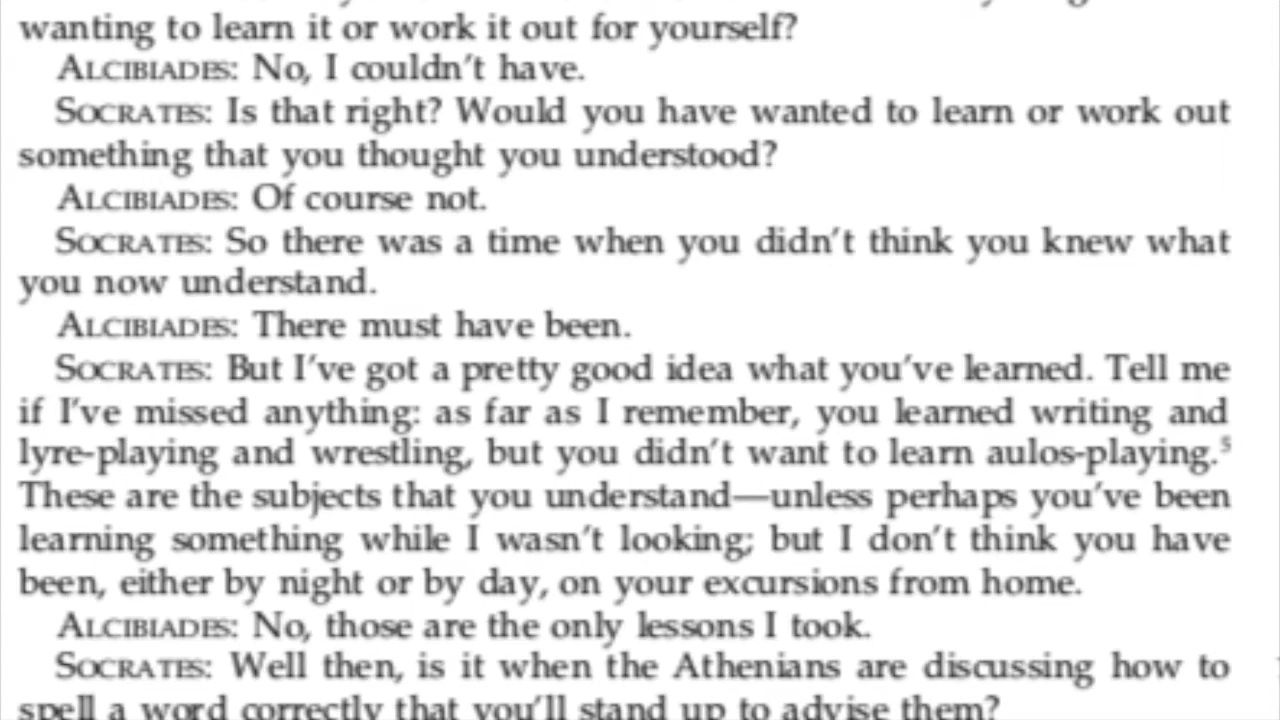 wanting to learn it or work it out for yourself?
ALCIBIADES: No, I couldn't have.
SOCRATES: Is that right? Would you have wanted to learn or work out
something that you thought you understood?
ALCIBIADES: Of course not.
SOCRATES: So there was a time when you didn't think you knew what
you now understand.
ALCIBIADES: There must have been.
SOCRATES: But I've got a pretty good idea what you've learned. Tell me
if I've missed anything: as far as I remember, you learned writing and
lyre-playing and wrestling, but you didn't want to learn aulos-playing.⁵
These are the subjects that you understand—unless perhaps you've been
learning something while I wasn't looking; but I don't think you have
been, either by night or by day, on your excursions from home.
ALCIBIADES: No, those are the only lessons I took.
SOCRATES: Well then, is it when the Athenians are discussing how to
spell a word correctly that you'll stand up to advise them?